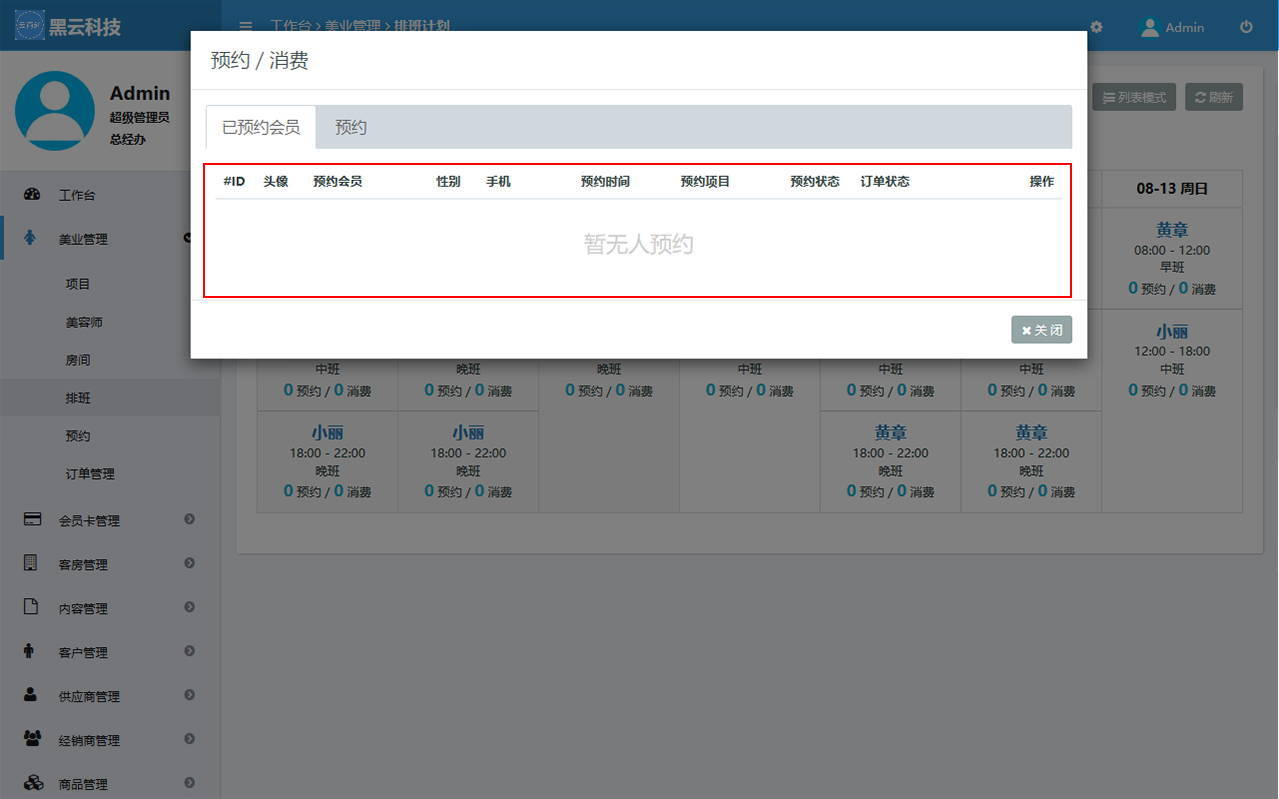 黑云科技
工作台 > 美业管理 > 排班计划
Admin
Admin
超级管理员
总经办
工作台
美业管理
项目
美容师
房间
排班
预约
订单管理
会员卡管理
客房管理
内容管理
客户管理
供应商管理
经销商管理
商品管理
列表模式
刷新
预约 / 消费
已预约会员
预约
#ID 头像 预约会员 性别 手机 预约时间 预约项目 预约状态 订单状态 操作
暂无人预约
关 闭
08-13 周日
黄章
08:00 - 12:00
早班
0 预约 / 0 消费
小丽
12:00 - 18:00
中班
0 预约 / 0 消费
中班 晚班 晚班 中班 中班 中班
0 预约 / 0 消费 0 预约 / 0 消费 0 预约 / 0 消费 0 预约 / 0 消费 0 预约 / 0 消费 0 预约 / 0 消费
小丽 小丽 黄章 黄章
18:00 - 22:00 18:00 - 22:00 18:00 - 22:00 18:00 - 22:00
晚班 晚班 晚班 晚班
0 预约 / 0 消费 0 预约 / 0 消费 0 预约 / 0 消费 0 预约 / 0 消费